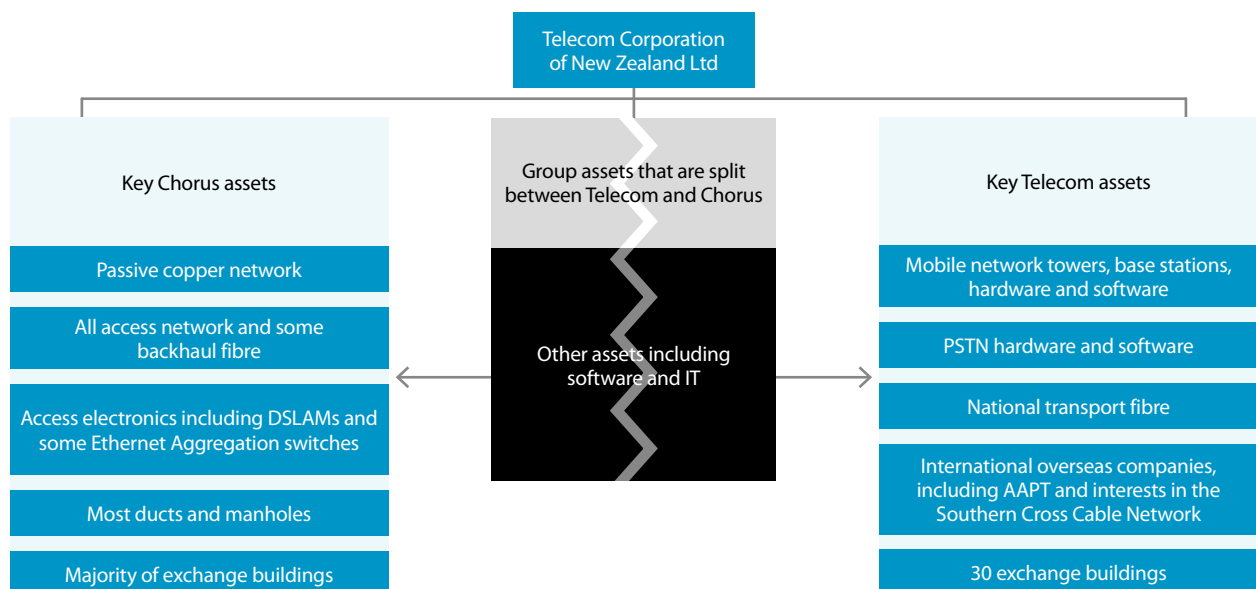 Telecom Corporation
of New Zealand Ltd
Key Chorus assets
Passive copper network
All access network and some
backhaul fibre
Access electronics including DSLAMs and
some Ethernet Aggregation switches
Most ducts and manholes
Majority of exchange buildings
Group assets that are split
between Telecom and Chorus
Other assets including
software and IT
Key Telecom assets
Mobile network towers, base stations,
hardware and software
PSTN hardware and software
National transport fibre
International overseas companies,
including AAPT and interests in the
Southern Cross Cable Network
30 exchange buildings